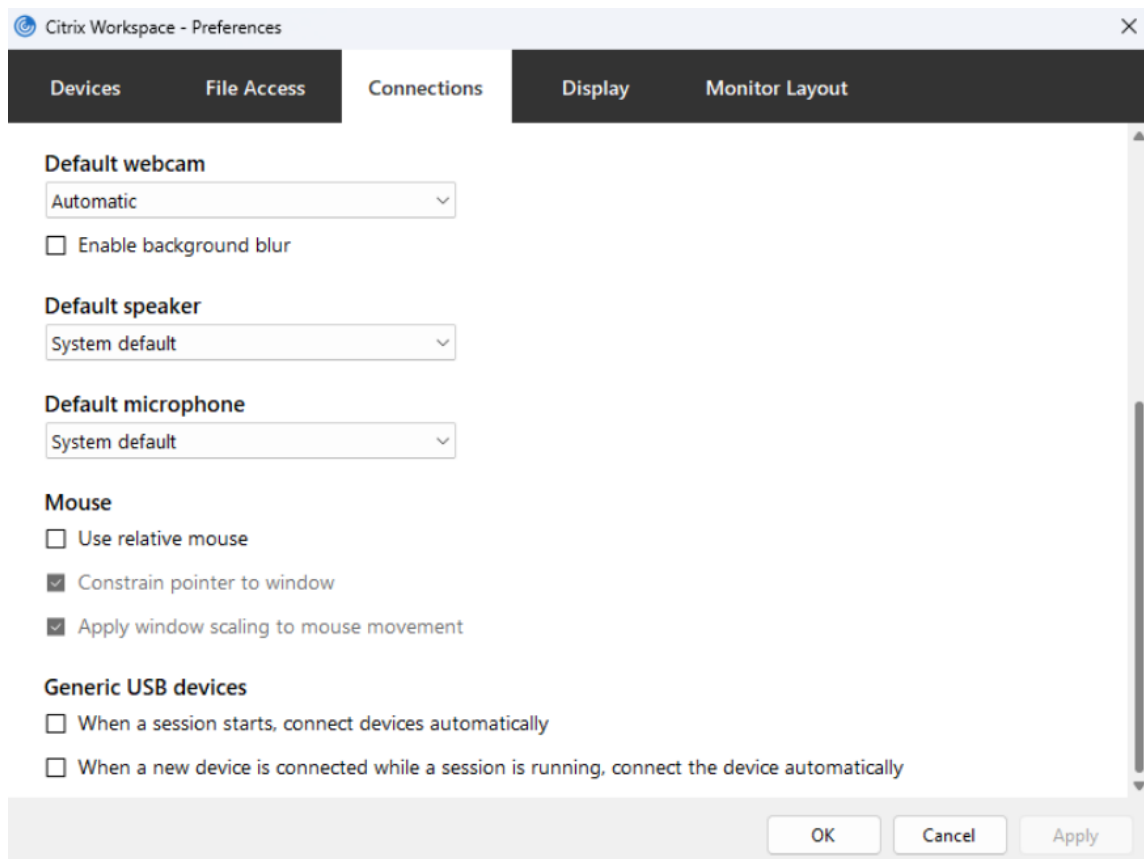 Citrix Workspace - Preferences
Devices File Access Connections Display Monitor Layout
Default webcam
Automatic
Enable background blur
Default speaker
System default
Default microphone
System default
Mouse
Use relative mouse
Constrain pointer to window
Apply window scaling to mouse movement
Generic USB devices
When a session starts, connect devices automatically
When a new device is connected while a session is running, connect the device automatically
OK Cancel Apply